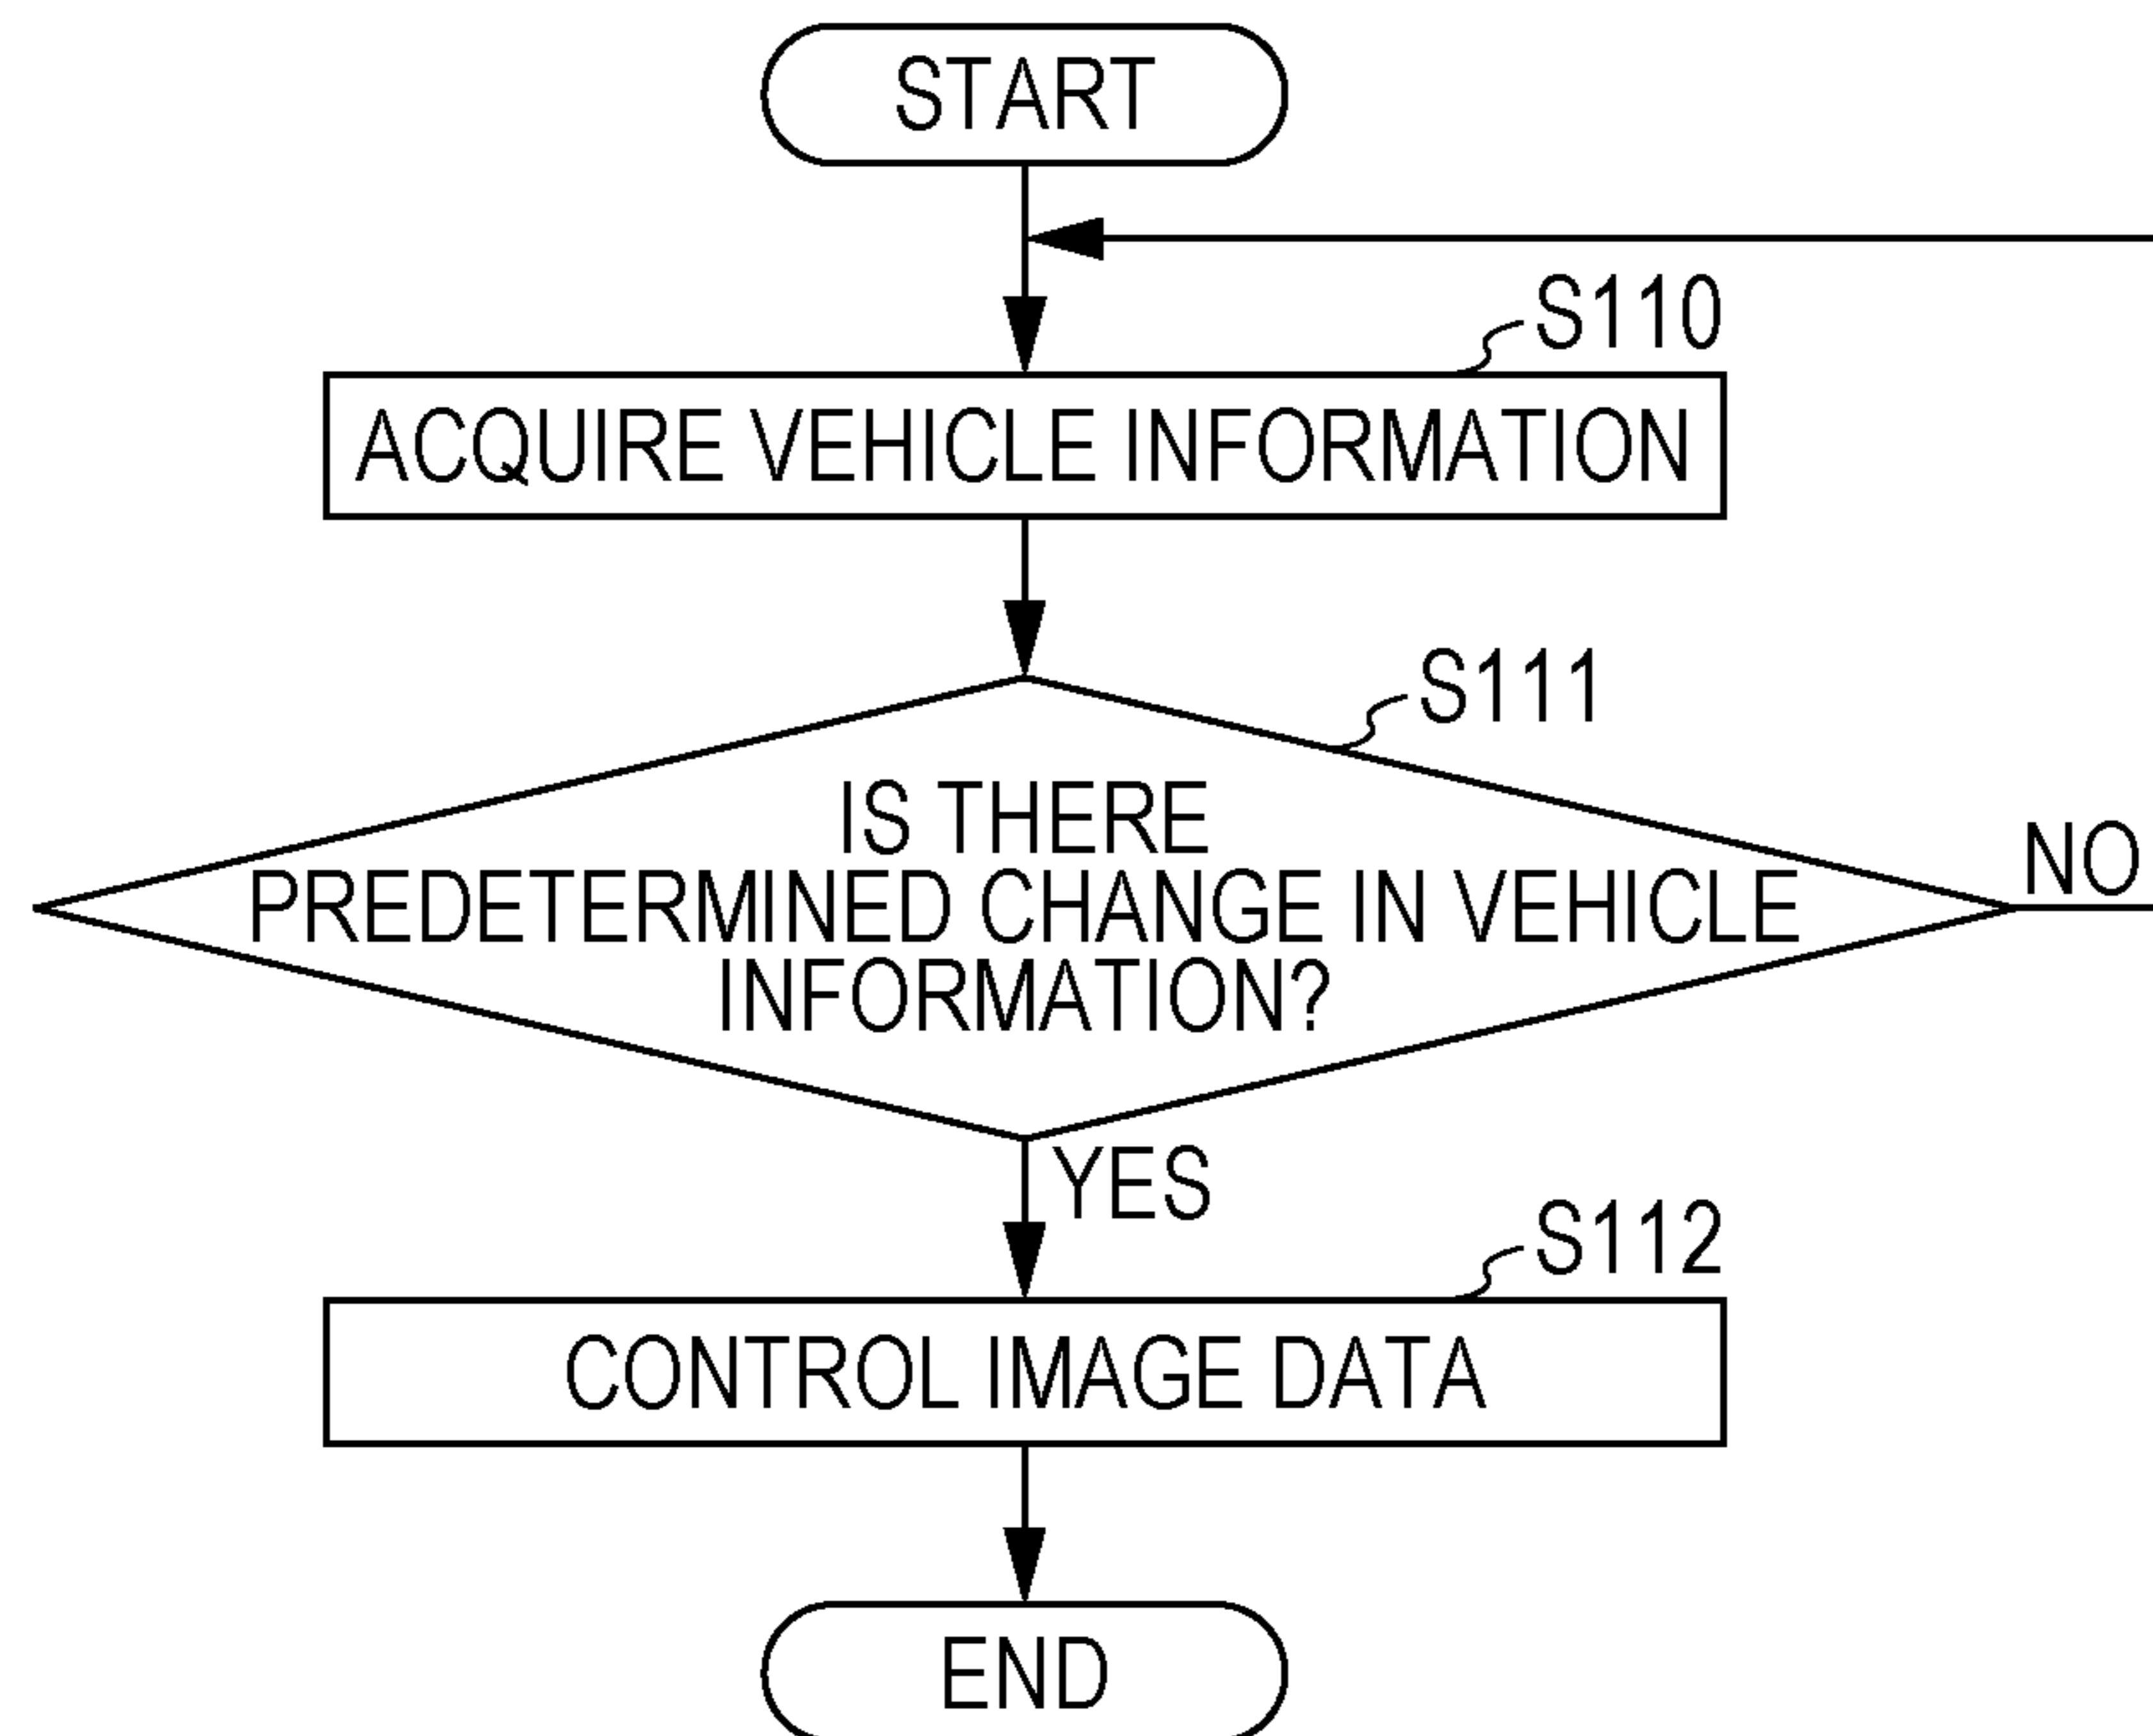 START
S110
ACQUIRE VEHICLE INFORMATION
S111
IS THERE
PREDETERMINED CHANGE IN VEHICLE
INFORMATION?
NO
YES
S112
CONTROL IMAGE DATA
END